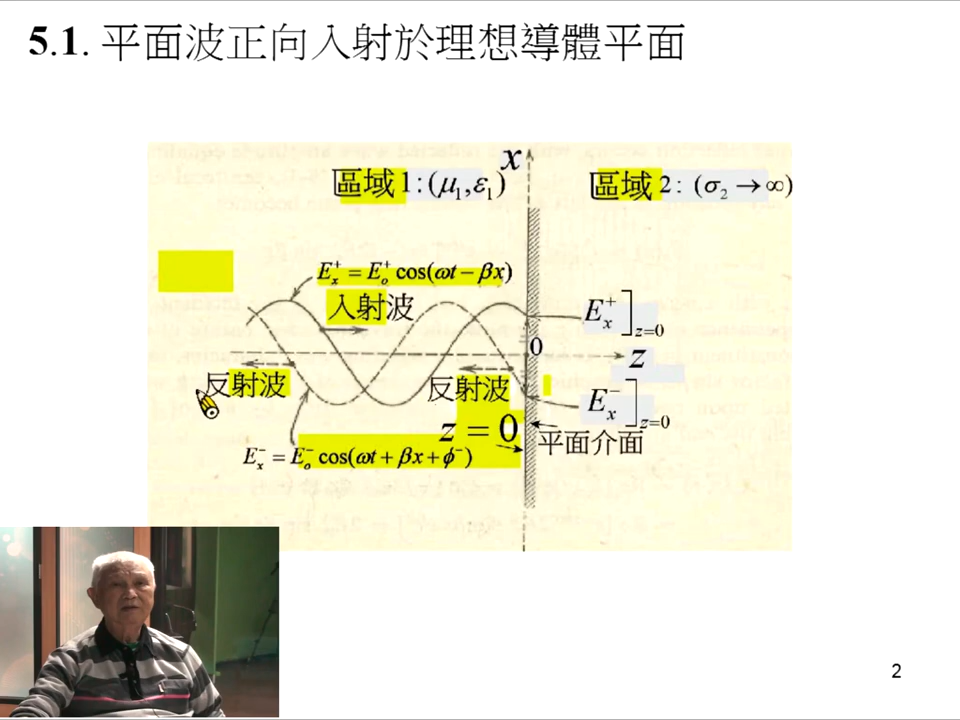 5.1. 平面波正向入射於理想導體平面
x
區域1:(μ₁,ε₁)
區域2: (σ₂→∞)
Eₓ⁺ = Eₒ⁺ cos(ωt − βx)
入射波
Eₓ⁺]z=0
0
z
反射波
反射波
Eₓ⁻]z=0
z = 0
平面介面
Eₓ⁻ = Eₒ⁻ cos(ωt + βx + ϕ⁻)
2